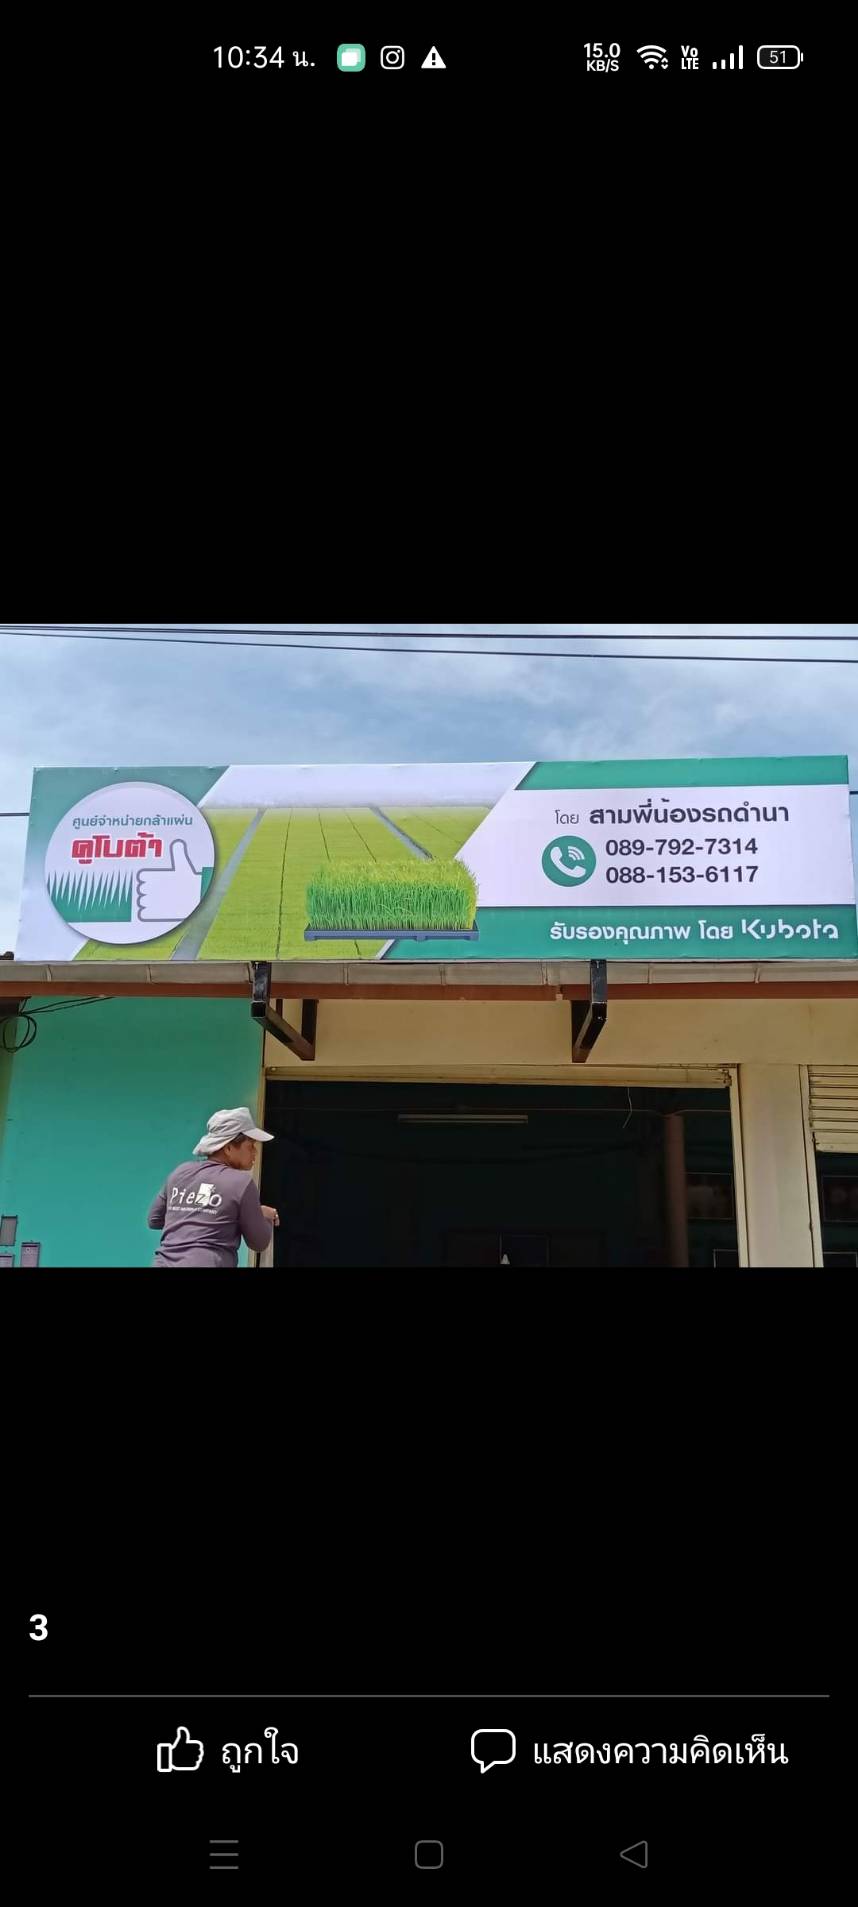 10:34 น.
15.0 KB/S
Vo LTE
51
ศูนย์จำหน่ายกล้าแผ่น
คูโบต้า
โดย สามพี่น้องรถดำนา
089-792-7314
088-153-6117
รับรองคุณภาพ โดย Kubota
Piezo
3
ถูกใจ
แสดงความคิดเห็น